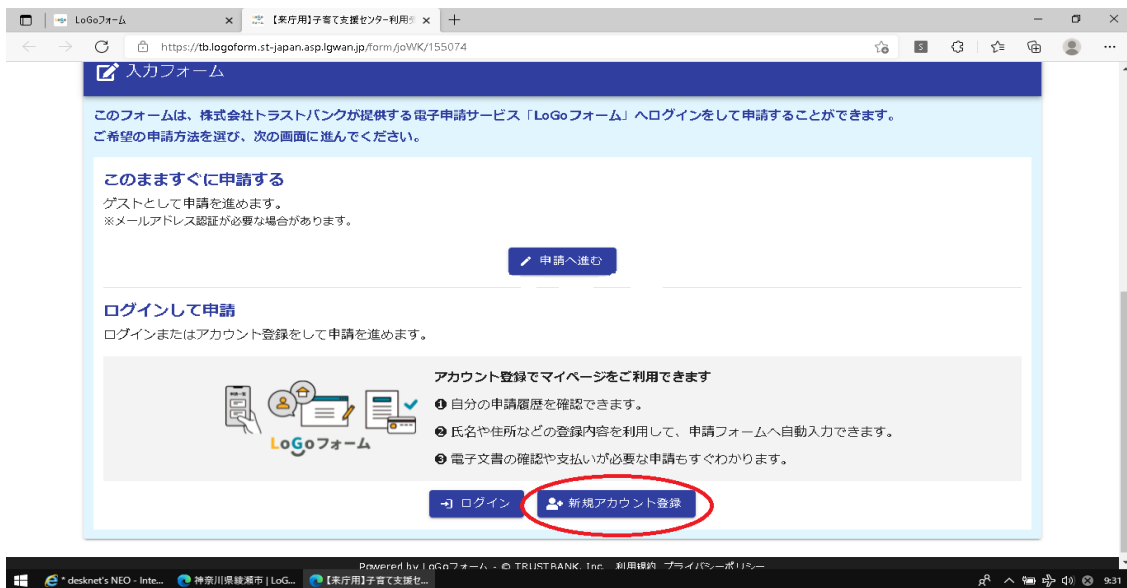 LoGoフォーム
【来庁用】子育て支援センター利用
https://tb.logoform.st-japan.asp.lgwan.jp/form/joWK/155074
入力フォーム
このフォームは、株式会社トラストバンクが提供する電子申請サービス「LoGoフォーム」へログインをして申請することができます。
ご希望の申請方法を選び、次の画面に進んでください。
このまますぐに申請する
ゲストとして申請を進めます。
※メールアドレス認証が必要な場合があります。
申請へ進む
ログインして申請
ログインまたはアカウント登録をして申請を進めます。
アカウント登録でマイページをご利用できます
❶ 自分の申請履歴を確認できます。
❷ 氏名や住所などの登録内容を利用して、申請フォームへ自動入力できます。
❸ 電子文書の確認や支払いが必要な申請もすぐわかります。
LoGoフォーム
ログイン
新規アカウント登録
Powered by LoGoフォーム - © TRUSTBANK, Inc. 利用規約 プライバシーポリシー
* desknet's NEO - Inte...
神奈川県綾瀬市 | LoG...
【来庁用】子育て支援セ...
9:31